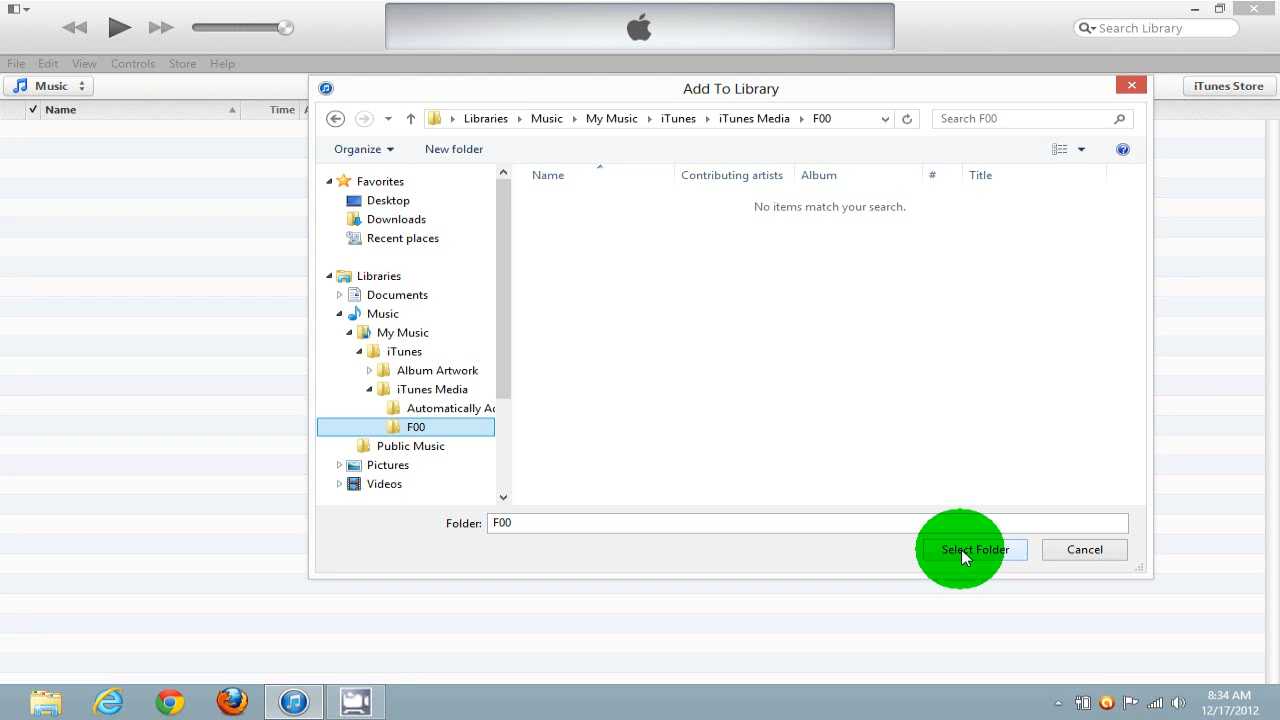 Search Library
File Edit View Controls Store Help
Music
iTunes Store
Name Time
Add To Library
Libraries Music My Music iTunes iTunes Media F00
Search F00
Organize New folder
Name Contributing artists Album # Title
No items match your search.
Favorites
Desktop
Downloads
Recent places
Libraries
Documents
Music
My Music
iTunes
Album Artwork
iTunes Media
Automatically Ad
F00
Public Music
Pictures
Videos
Folder: F00
Select Folder Cancel
8:34 AM
12/17/2012